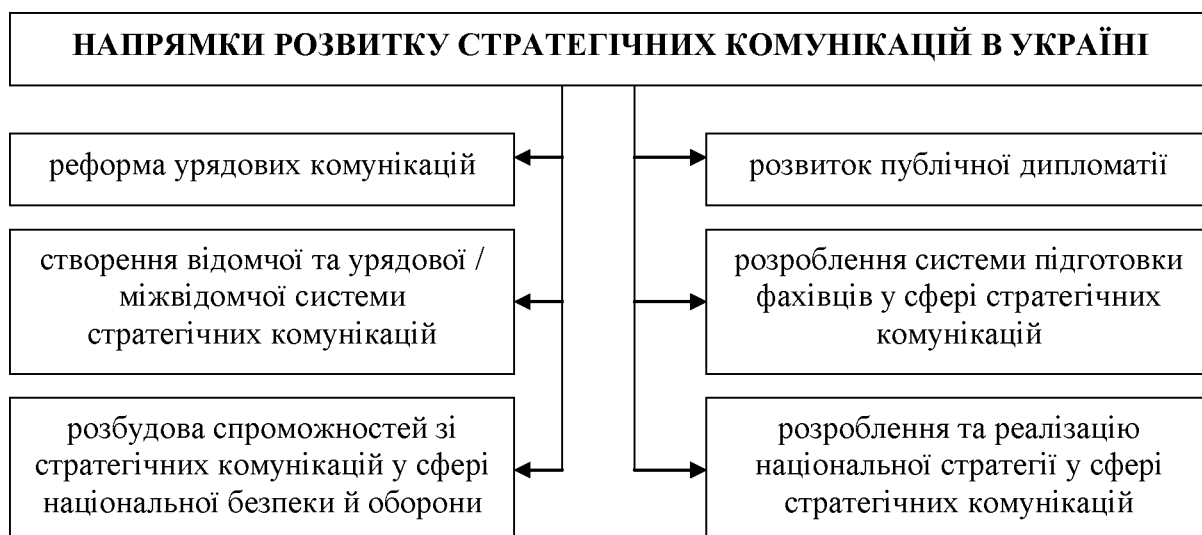 НАПРЯМКИ РОЗВИТКУ СТРАТЕГІЧНИХ КОМУНІКАЦІЙ В УКРАЇНІ
реформа урядових комунікацій
розвиток публічної дипломатії
створення відомчої та урядової /
міжвідомчої системи
стратегічних комунікацій
розроблення системи підготовки
фахівців у сфері стратегічних
комунікацій
розбудова спроможностей зі
стратегічних комунікацій у сфері
національної безпеки й оборони
розроблення та реалізацію
національної стратегії у сфері
стратегічних комунікацій